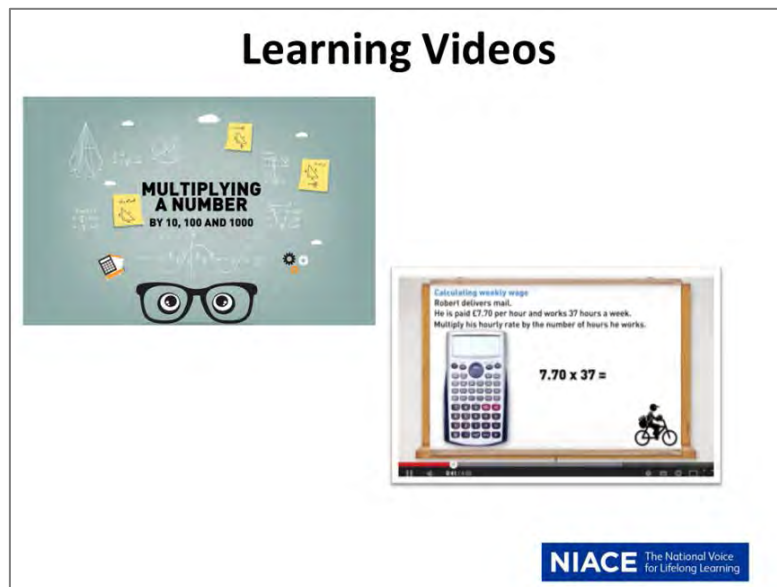 Learning Videos
MULTIPLYING
A NUMBER
BY 10, 100 AND 1000
Calculating weekly wage
Robert delivers mail.
He is paid £7.70 per hour and works 37 hours a week.
Multiply his hourly rate by the number of hours he works.
7.70 x 37 =
NIACE The National Voice
for Lifelong Learning